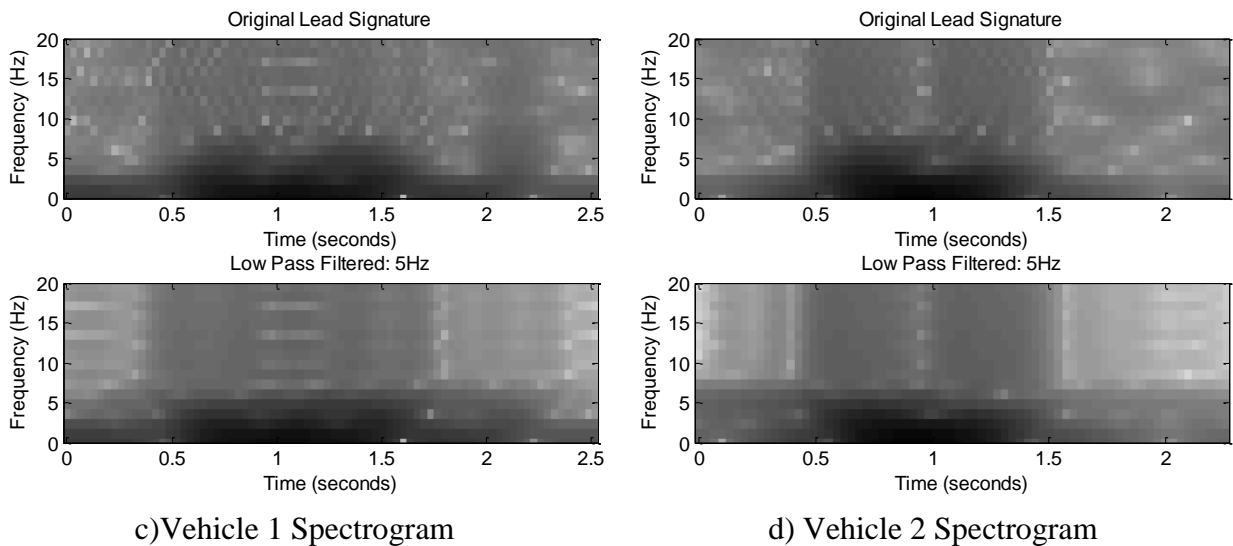 Original Lead Signature
20
15
10
5
0
Frequency (Hz)
0 0.5 1 1.5 2 2.5
Time (seconds)
Low Pass Filtered: 5Hz
20
15
10
5
0
Frequency (Hz)
0 0.5 1 1.5 2 2.5
Time (seconds)
c)Vehicle 1 Spectrogram
Original Lead Signature
20
15
10
5
0
Frequency (Hz)
0 0.5 1 1.5 2
Time (seconds)
Low Pass Filtered: 5Hz
20
15
10
5
0
Frequency (Hz)
0 0.5 1 1.5 2
Time (seconds)
d) Vehicle 2 Spectrogram